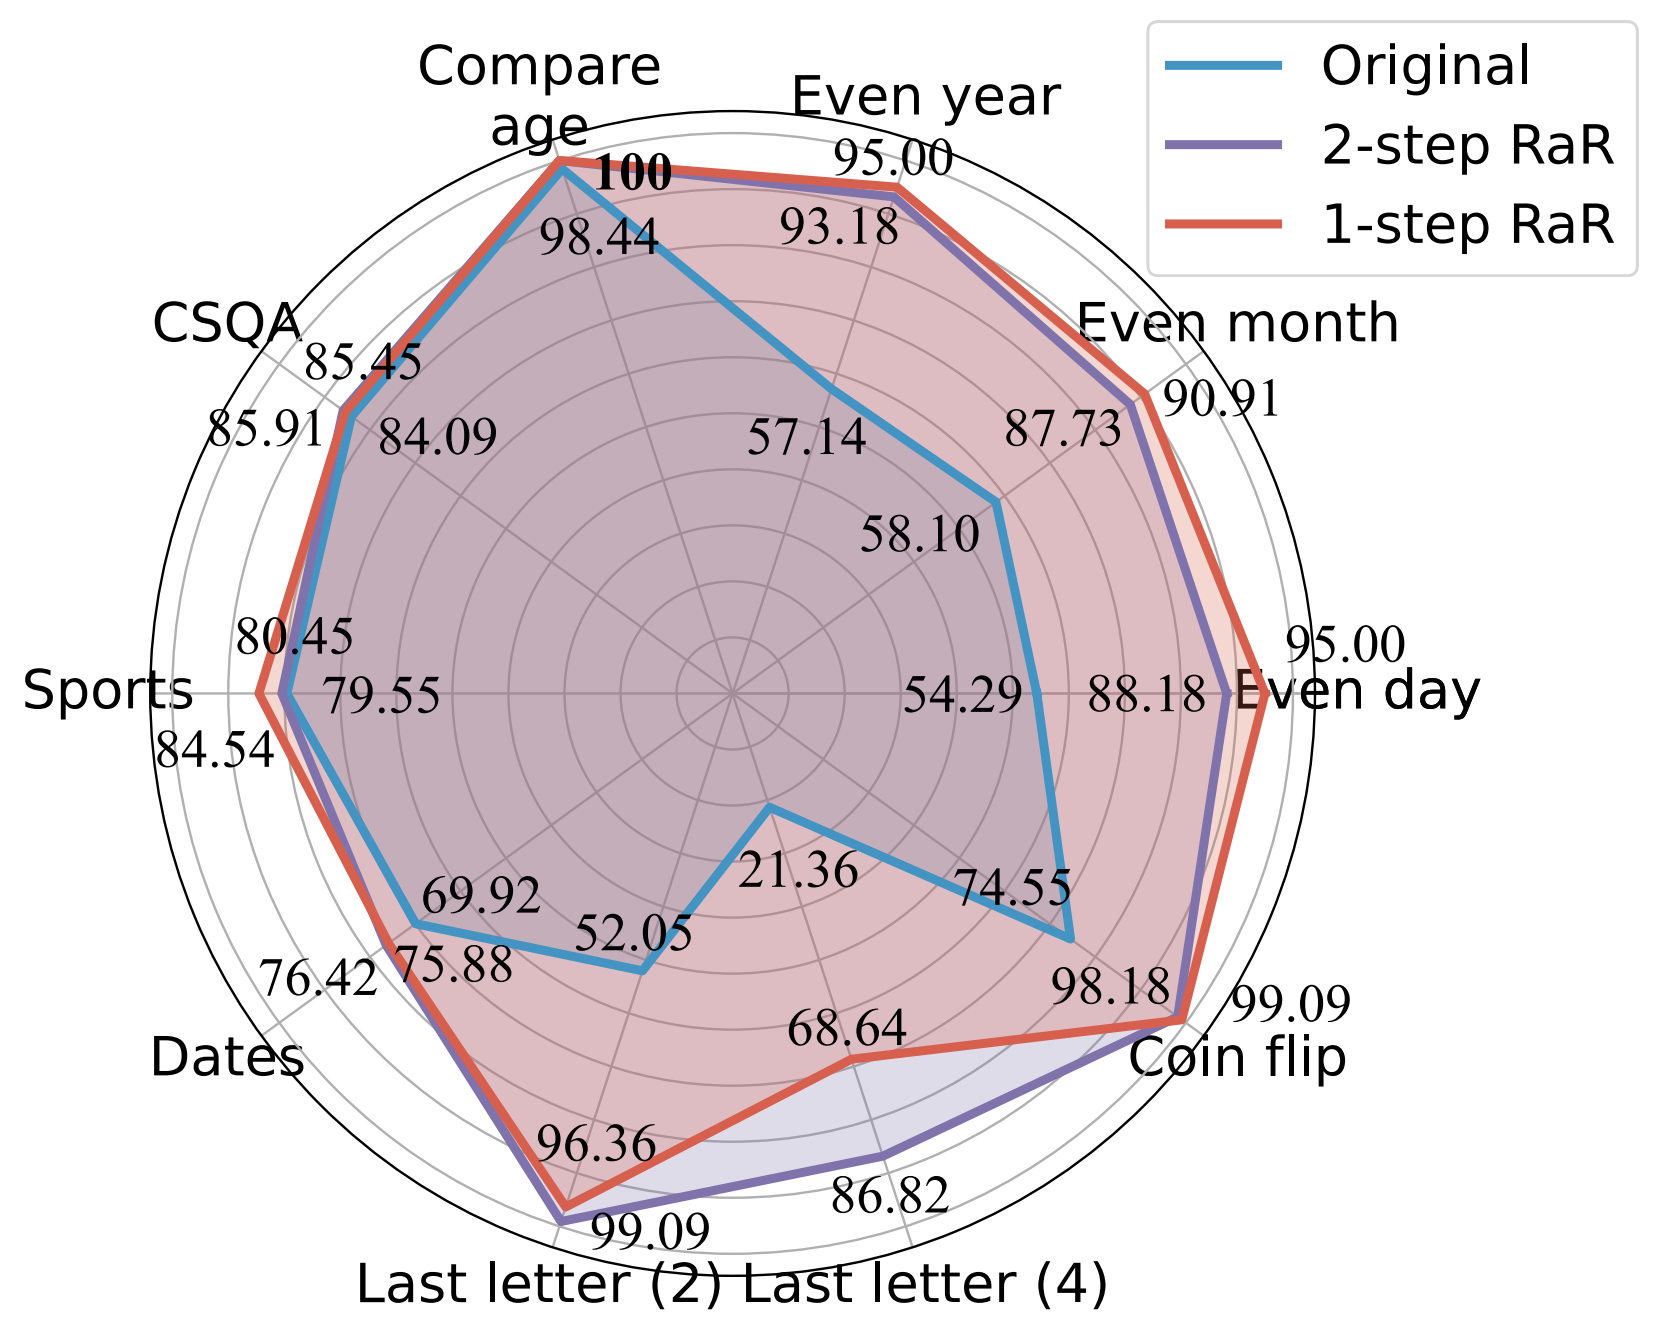 Compare
age
Even year
Original
2-step RaR
1-step RaR
95.00
100
93.18
98.44
CSQA
Even month
85.45
85.91
84.09
57.14
87.73
90.91
58.10
80.45
95.00
Sports
79.55
54.29
88.18
Even day
84.54
69.92
21.36
74.55
52.05
76.42
75.88
98.18
99.09
68.64
Dates
Coin flip
96.36
86.82
99.09
Last letter (2)
Last letter (4)